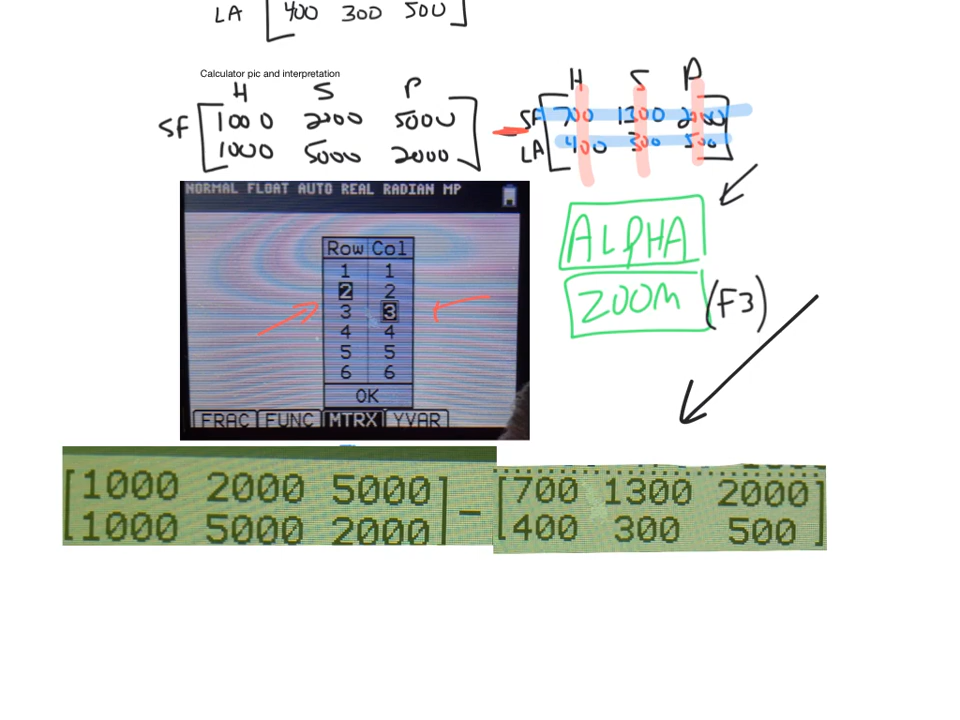 LA 400 300 500
Calculator pic and interpretation
H S P
SF 1000 2000 5000
1000 5000 2000
-
H S P
SF 700 1300 2000
LA 400 300 500
NORMAL FLOAT AUTO REAL RADIAN MP
Row Col
1 1
2 2
3 3
4 4
5 5
6 6
OK
FRAC FUNC MTRX YVAR
ALPHA
ZOOM (F3)
[1000 2000 5000] - [700 1300 2000]
[1000 5000 2000] [400 300 500]